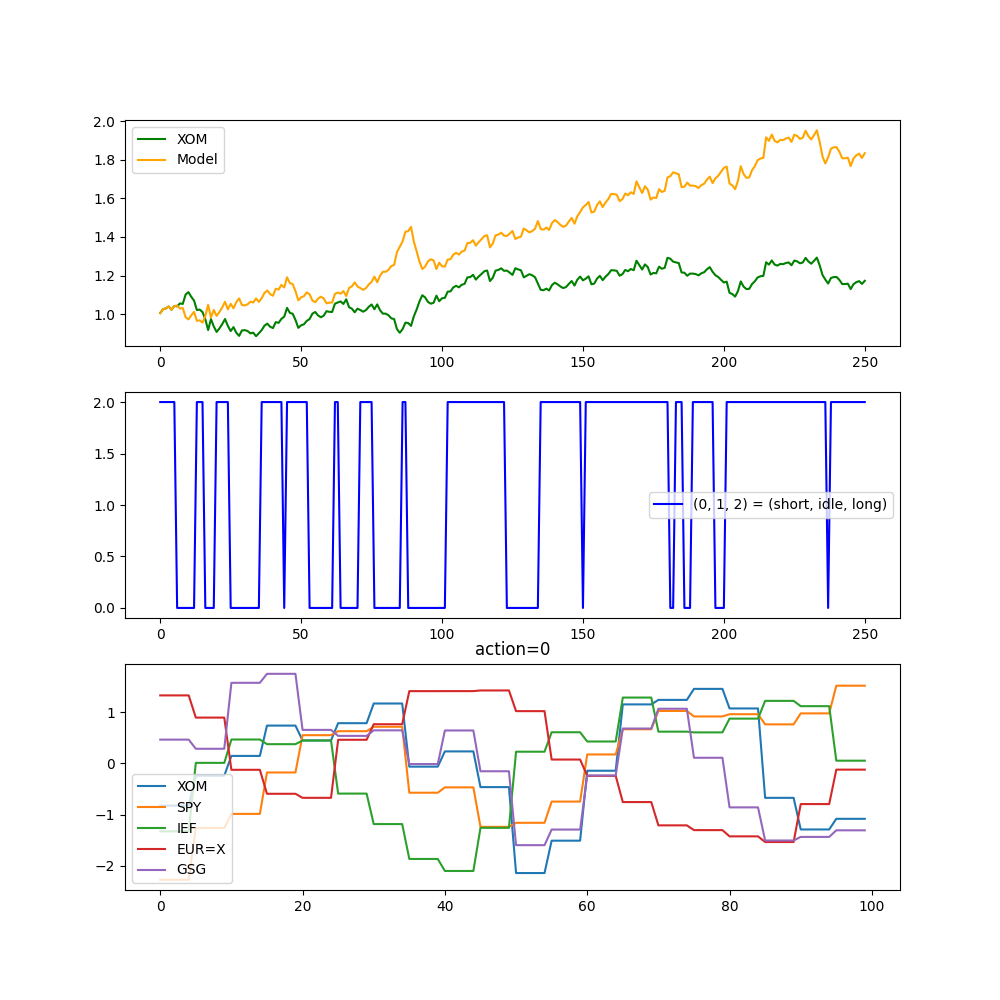 2.0
1.8
1.6
1.4
1.2
1.0
XOM
Model
0 50 100 150 200 250
2.0
1.5
1.0
0.5
0.0
(0, 1, 2) = (short, idle, long)
0 50 100 150 200 250
action=0
1
0
−1
−2
XOM
SPY
IEF
EUR=X
GSG
0 20 40 60 80 100